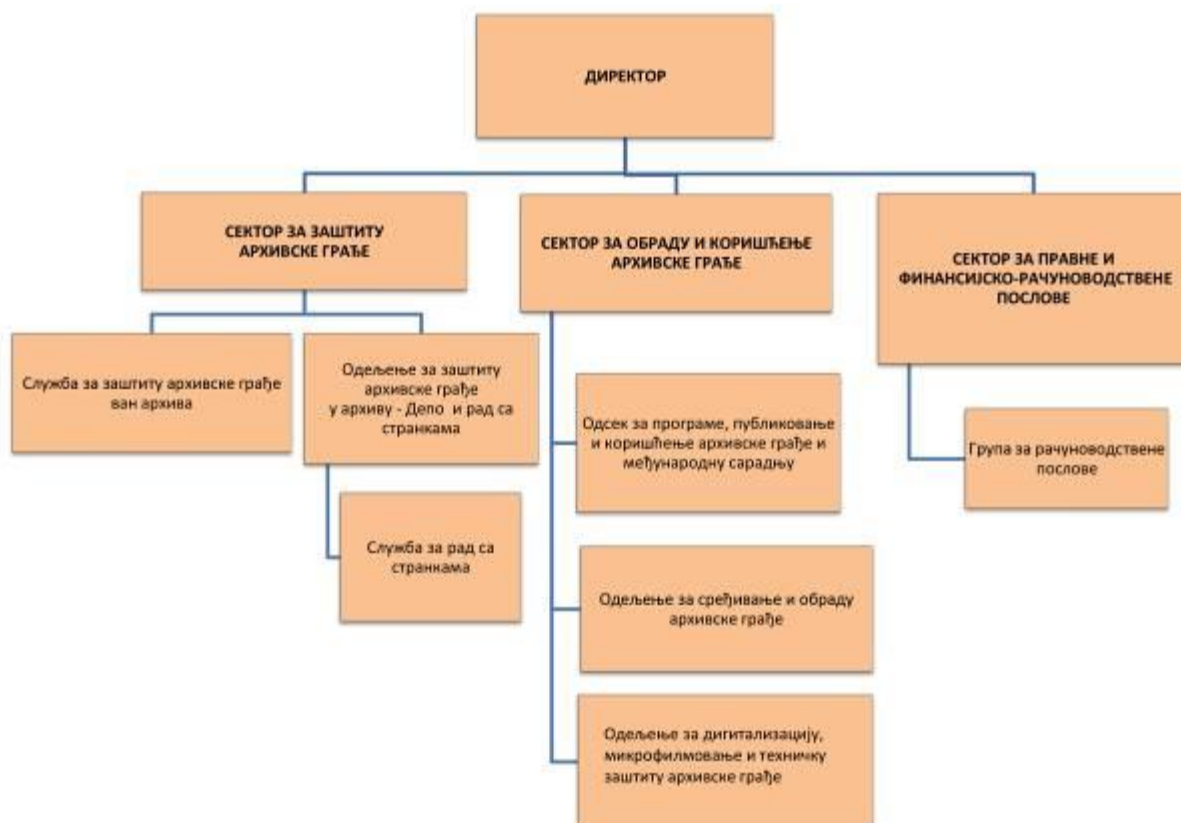 ДИРЕКТОР
СЕКТОР ЗА ЗАШТИТУ
АРХИВСКЕ ГРАЂЕ
СЕКТОР ЗА ОБРАДУ И КОРИШЋЕЊЕ
АРХИВСКЕ ГРАЂЕ
СЕКТОР ЗА ПРАВНЕ И
ФИНАНСИЈСКО-РАЧУНОВОДСТВЕНЕ
ПОСЛОВЕ
Служба за заштиту архивске грађе
ван архива
Одељење за заштиту
архивске грађе
у архиву - Депо и рад са
странкама
Служба за рад са
странкама
Одсек за програме, публиковање
и коришћење архивске грађе и
међународну сарадњу
Одељење за сређивање и обраду
архивске грађе
Одељење за дигитализацију,
микрофилмовање и техничку
заштиту архивске грађе
Група за рачуноводствене
послове